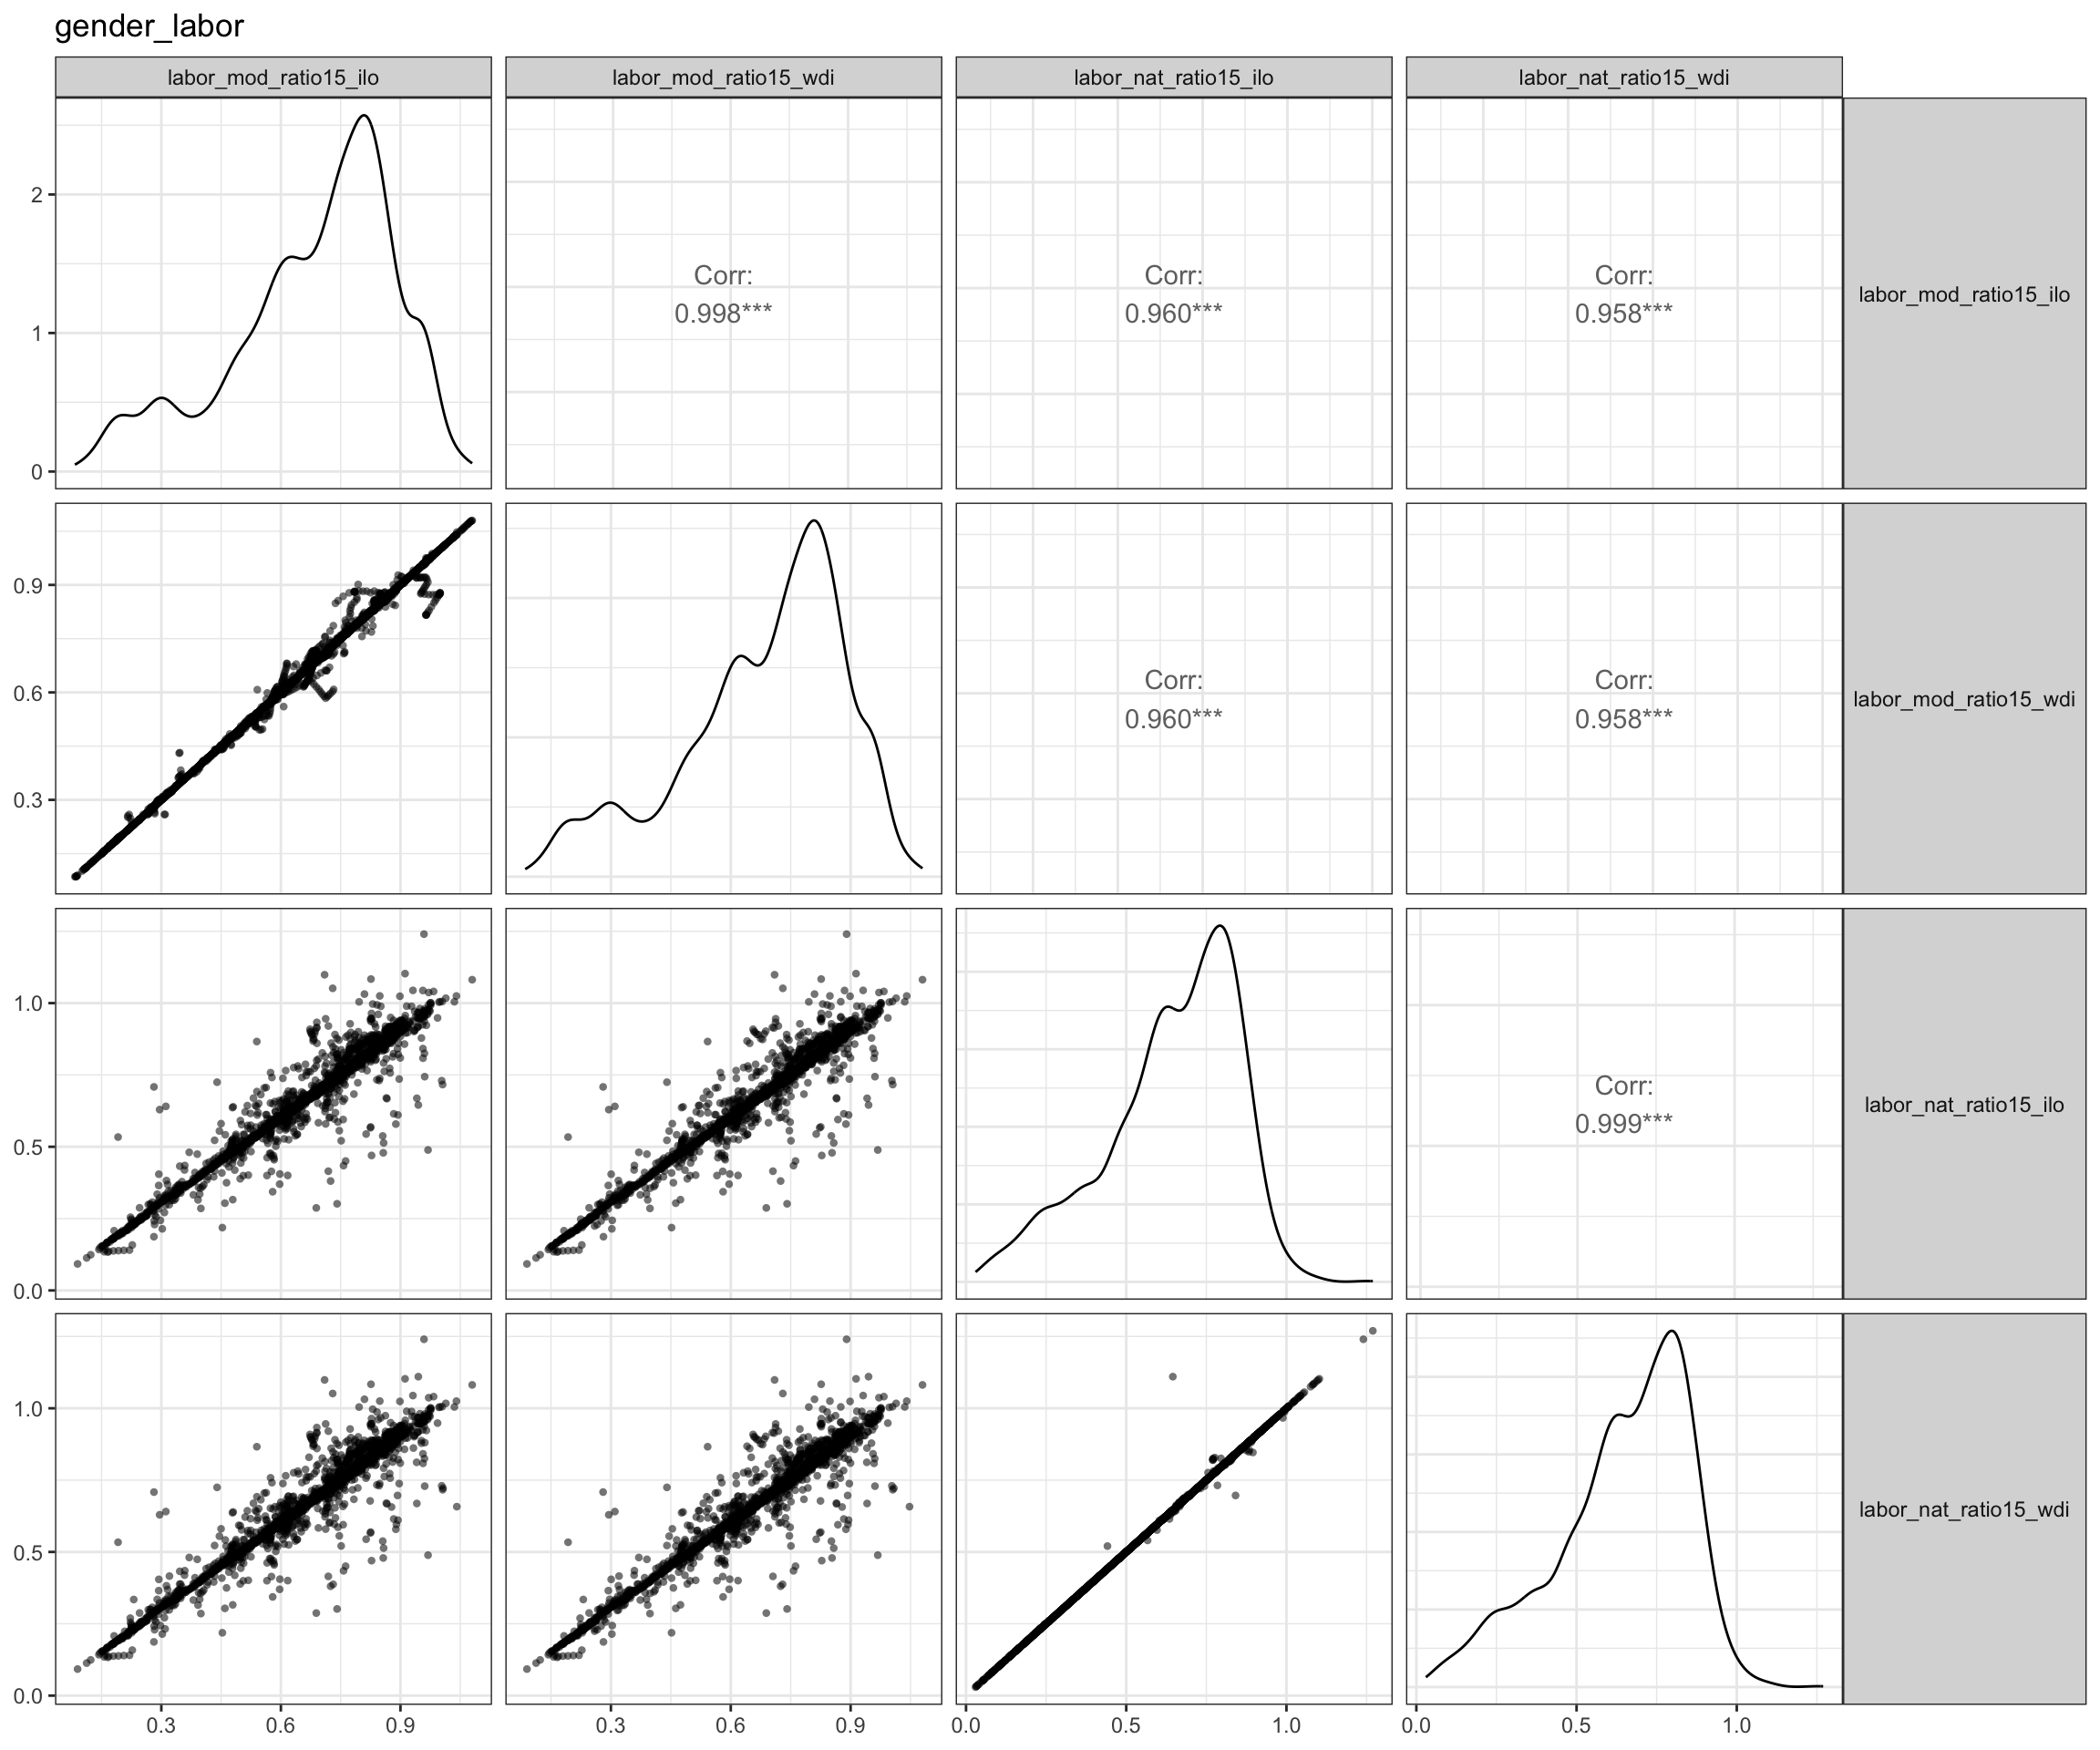 gender_labor
labor_mod_ratio15_ilo
labor_mod_ratio15_wdi
labor_nat_ratio15_ilo
labor_nat_ratio15_wdi
2
1
0
Corr:
0.998***
Corr:
0.960***
Corr:
0.958***
labor_mod_ratio15_ilo
0.9
0.6
0.3
Corr:
0.960***
Corr:
0.958***
labor_mod_ratio15_wdi
1.0
0.5
0.0
Corr:
0.999***
labor_nat_ratio15_ilo
1.0
0.5
0.0
labor_nat_ratio15_wdi
0.3 0.6 0.9
0.3 0.6 0.9
0.0 0.5 1.0
0.0 0.5 1.0